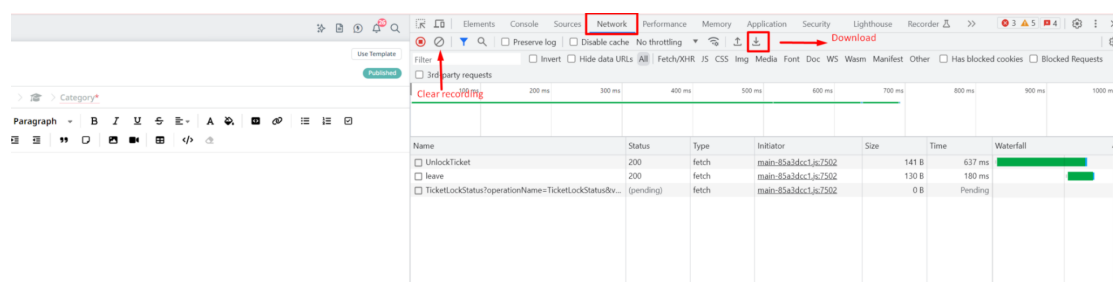 28
Elements Console Sources Network Performance Memory Application Security Lighthouse Recorder 3 5 4
Preserve log Disable cache No throttling
Download
Use Template
Filter Invert Hide data URLs All Fetch/XHR JS CSS Img Media Font Doc WS Wasm Manifest Other Has blocked cookies Blocked Requests
Published
3rd-party requests
Clear recording
100 ms 200 ms 300 ms 400 ms 500 ms 600 ms 700 ms 800 ms 900 ms 1000 m
Category*
Paragraph B I U S A
Name Status Type Initiator Size Time Waterfall
UnlockTicket 200 fetch main-85a3dcc1.js:7502 141 B 637 ms
leave 200 fetch main-85a3dcc1.js:7502 130 B 180 ms
TicketLockStatus?operationName=TicketLockStatus&v... (pending) fetch main-85a3dcc1.js:7502 0 B Pending